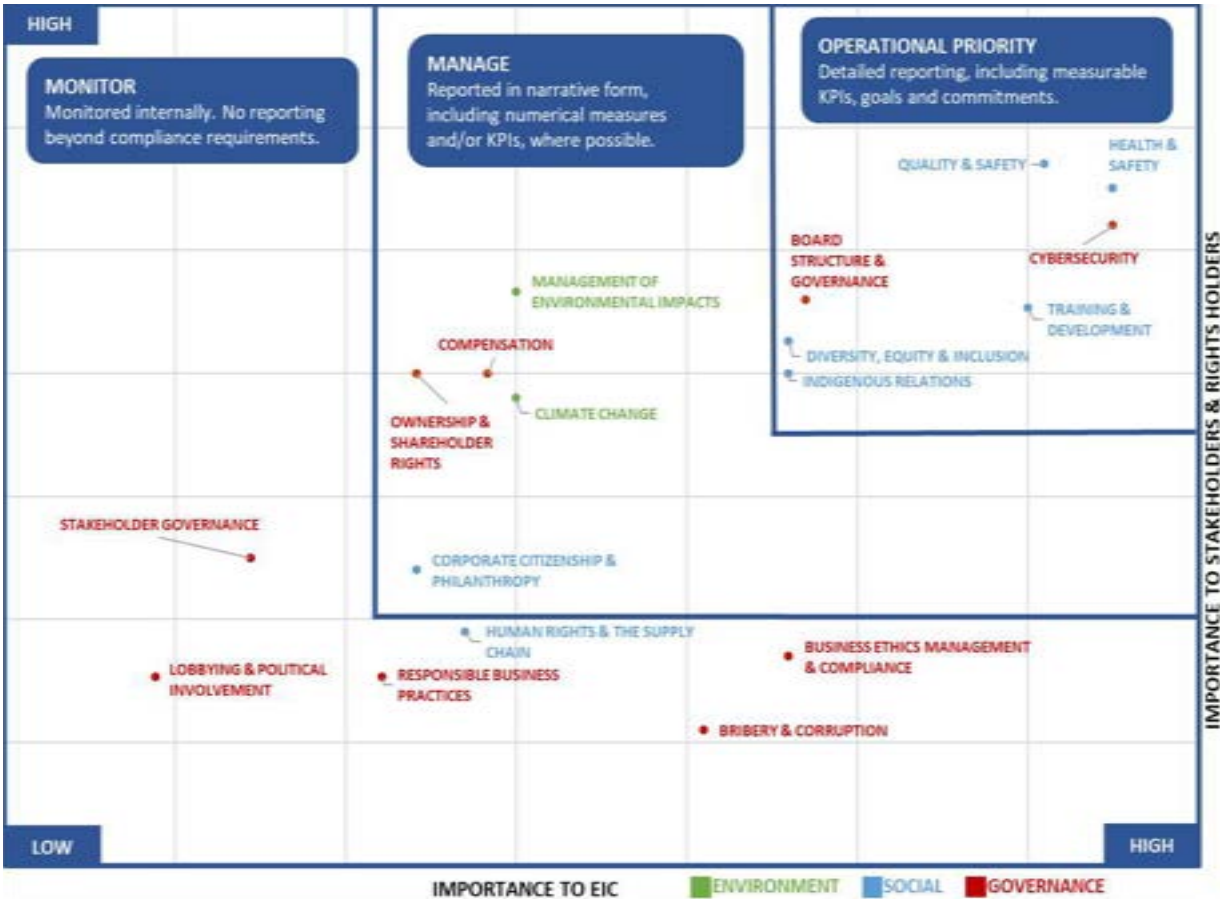 HIGH
MONITOR
Monitored internally. No reporting
beyond compliance requirements.
MANAGE
Reported in narrative form,
including numerical measures
and/or KPIs, where possible.
OPERATIONAL PRIORITY
Detailed reporting, including measurable
KPIs, goals and commitments.
QUALITY & SAFETY
HEALTH &
SAFETY
BOARD
STRUCTURE &
GOVERNANCE
CYBERSECURITY
MANAGEMENT OF
ENVIRONMENTAL IMPACTS
TRAINING &
DEVELOPMENT
COMPENSATION
DIVERSITY, EQUITY & INCLUSION
INDIGENOUS RELATIONS
OWNERSHIP &
SHAREHOLDER
RIGHTS
CLIMATE CHANGE
STAKEHOLDER GOVERNANCE
CORPORATE CITIZENSHIP &
PHILANTHROPY
HUMAN RIGHTS & THE SUPPLY
CHAIN
BUSINESS ETHICS MANAGEMENT
& COMPLIANCE
LOBBYING & POLITICAL
INVOLVEMENT
RESPONSIBLE BUSINESS
PRACTICES
BRIBERY & CORRUPTION
LOW
HIGH
IMPORTANCE TO STAKEHOLDERS & RIGHTS HOLDERS
IMPORTANCE TO EIC
ENVIRONMENT
SOCIAL
GOVERNANCE